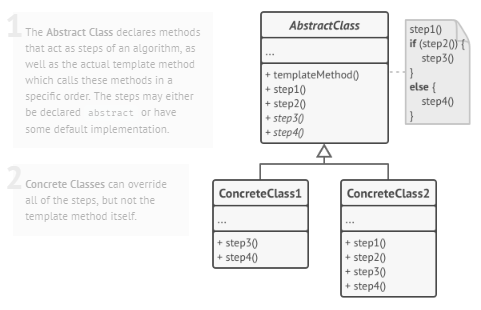 1
The Abstract Class declares methods
that act as steps of an algorithm, as
well as the actual template method
which calls these methods in a
specific order. The steps may either
be declared abstract or have
some default implementation.
2
Concrete Classes can override
all of the steps, but not the
template method itself.
AbstractClass
...
+ templateMethod()
+ step1()
+ step2()
+ step3()
+ step4()
step1()
if (step2()) {
step3()
}
else {
step4()
}
ConcreteClass1
...
+ step3()
+ step4()
ConcreteClass2
...
+ step1()
+ step2()
+ step3()
+ step4()